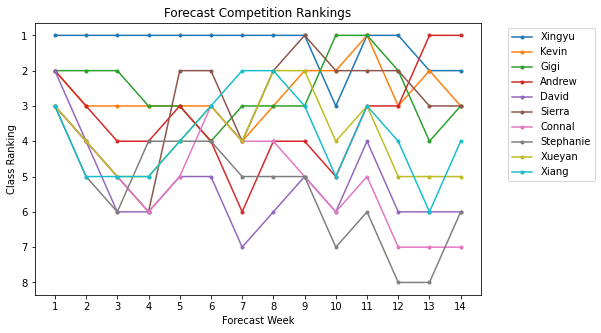 Forecast Competition Rankings
Class Ranking
1
2
3
4
5
6
7
8
1 2 3 4 5 6 7 8 9 10 11 12 13 14
Forecast Week
Xingyu
Kevin
Gigi
Andrew
David
Sierra
Connal
Stephanie
Xueyan
Xiang